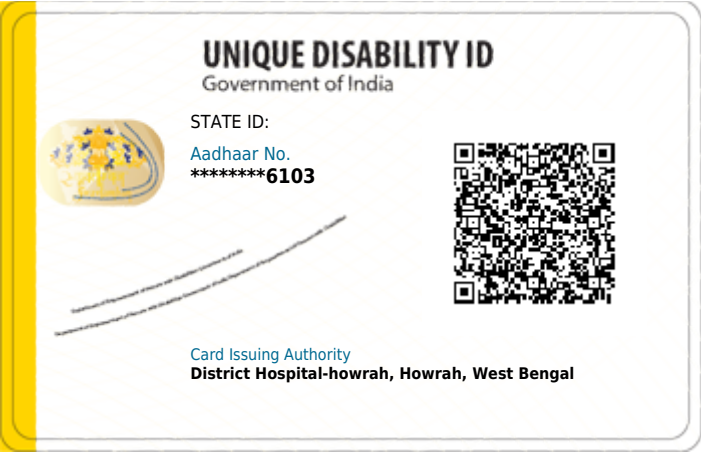 UNIQUE DISABILITY ID
Government of India
STATE ID:
Aadhaar No.
********6103
Card Issuing Authority
District Hospital-howrah, Howrah, West Bengal